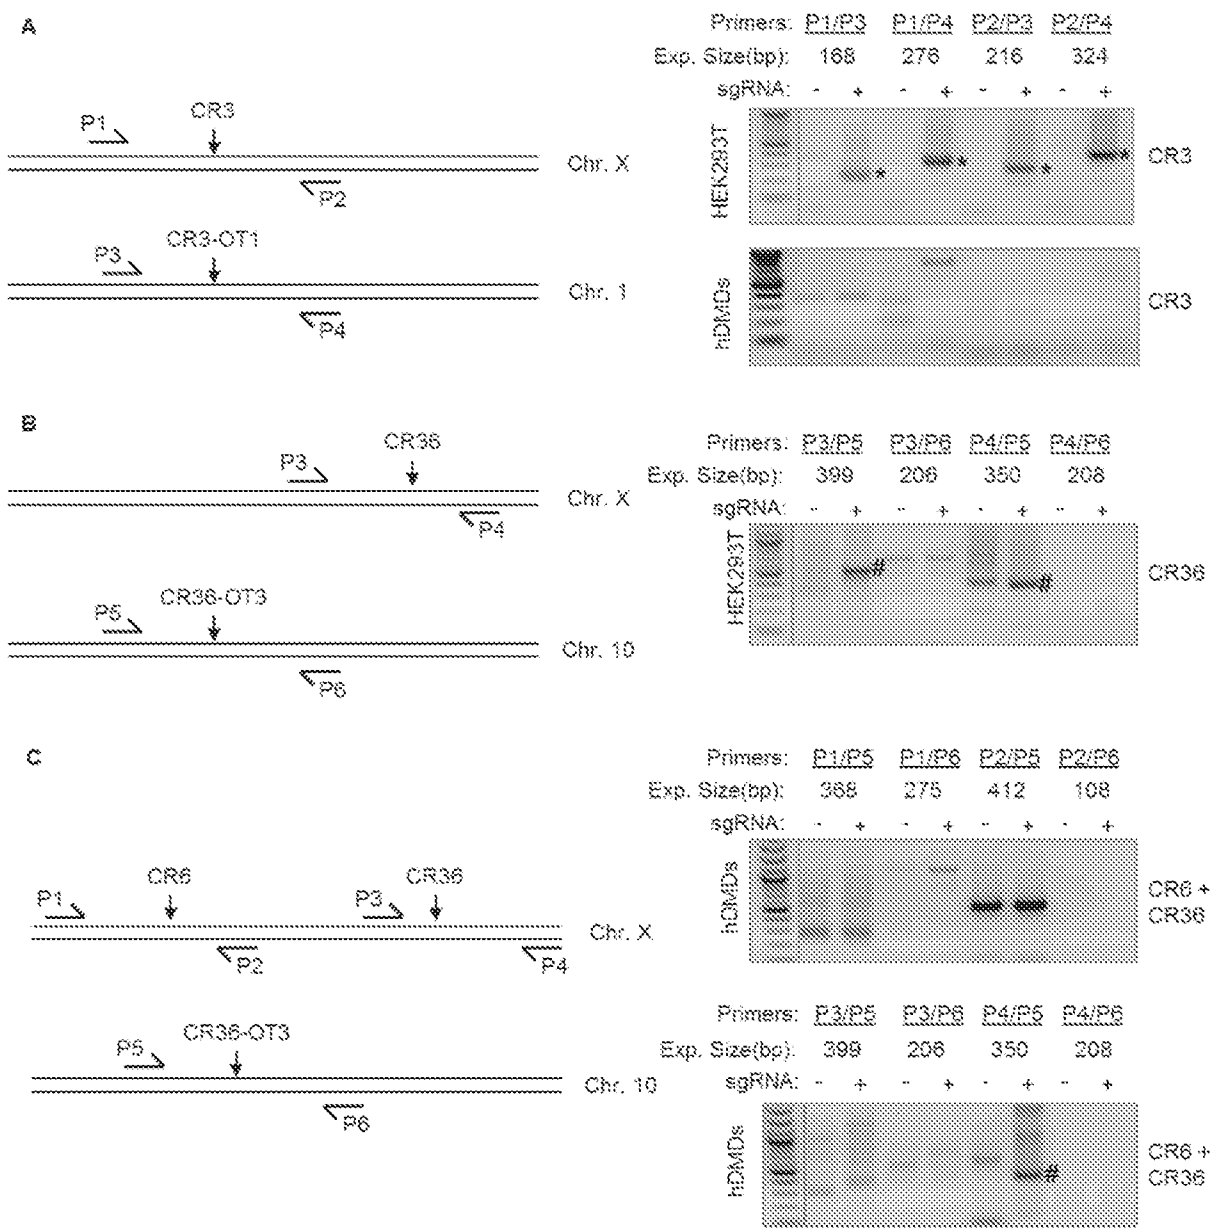 A
Primers: P1/P3 P1/P4 P2/P3 P2/P4
Exp. Size(bp): 168 276 216 324
sgRNA: - + - + - + - +
P1
CR3
Chr. X
P2
HEK293T
* * * *
CR3
P3
CR3-OT1
Chr. 1
P4
hDMDs
CR3
B
Primers: P3/P5 P3/P6 P4/P5 P4/P6
Exp. Size(bp): 399 206 350 208
sgRNA: - + - + - + - +
P3
CR36
Chr. X
P4
HEK293T
# #
CR36
P5
CR36-OT3
Chr. 10
P6
C
Primers: P1/P5 P1/P6 P2/P5 P2/P6
Exp. Size(bp): 368 275 412 108
sgRNA: - + - + - + - +
P1
CR6
P3
CR36
Chr. X
P2
P4
hDMDs
CR6 +
CR36
P5
CR36-OT3
Chr. 10
P6
Primers: P3/P5 P3/P6 P4/P5 P4/P6
Exp. Size(bp): 399 206 350 208
sgRNA: - + - + - + - +
hDMDs
#
CR6 +
CR36